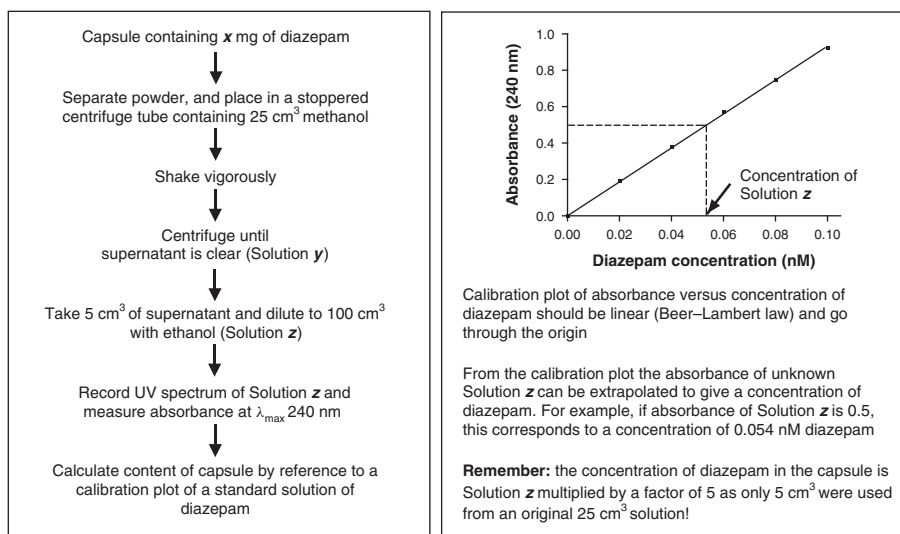 Capsule containing x mg of diazepam
Separate powder, and place in a stoppered
centrifuge tube containing 25 cm³ methanol
Shake vigorously
Centrifuge until
supernatant is clear (Solution y)
Take 5 cm³ of supernatant and dilute to 100 cm³
with ethanol (Solution z)
Record UV spectrum of Solution z and
measure absorbance at λmax 240 nm
Calculate content of capsule by reference to a
calibration plot of a standard solution of
diazepam
Absorbance (240 nm)
1.0
0.8
0.6
0.4
0.2
0.0
Concentration of
Solution z
0.00 0.02 0.04 0.06 0.08 0.10
Diazepam concentration (nM)
Calibration plot of absorbance versus concentration of
diazepam should be linear (Beer–Lambert law) and go
through the origin
From the calibration plot the absorbance of unknown
Solution z can be extrapolated to give a concentration of
diazepam. For example, if absorbance of Solution z is 0.5,
this corresponds to a concentration of 0.054 nM diazepam
Remember: the concentration of diazepam in the capsule is
Solution z multiplied by a factor of 5 as only 5 cm³ were used
from an original 25 cm³ solution!